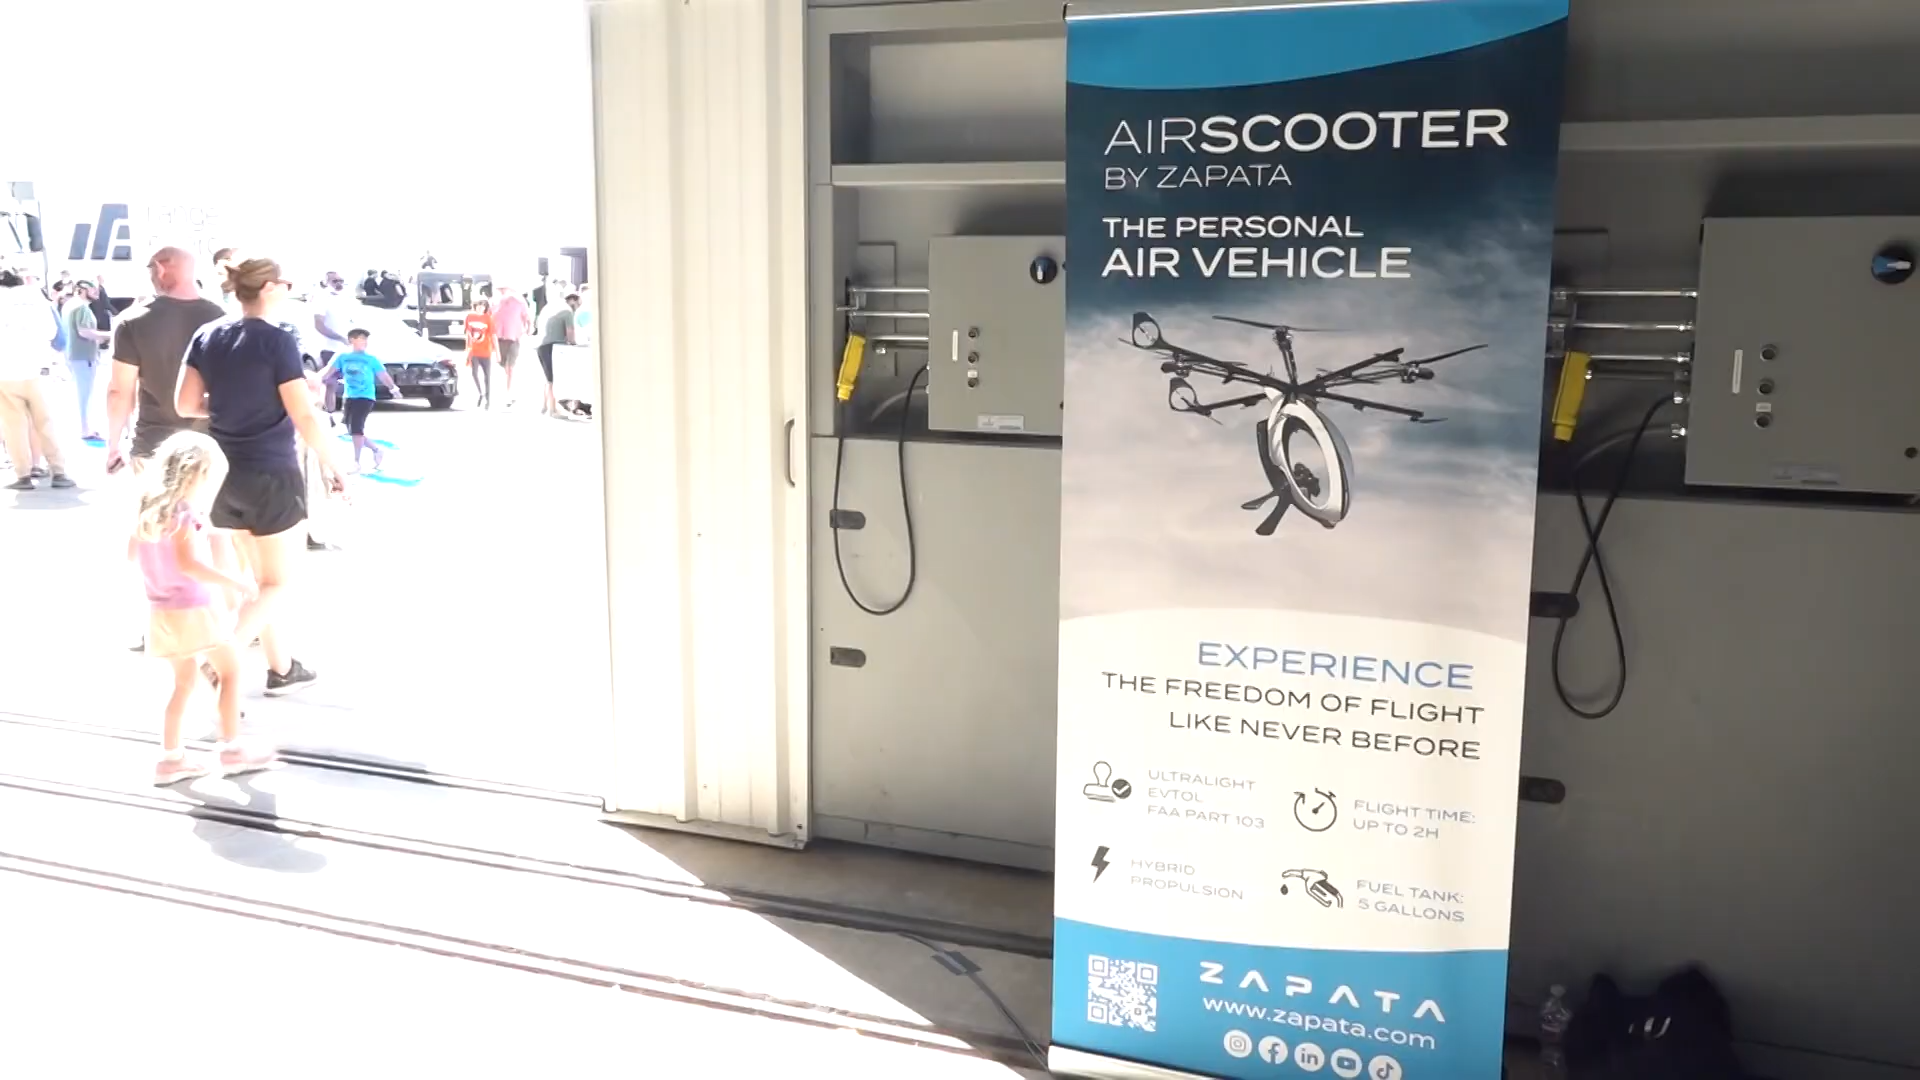 AIRSCOOTER
BY ZAPATA
THE PERSONAL
AIR VEHICLE
EXPERIENCE
THE FREEDOM OF FLIGHT
LIKE NEVER BEFORE
ULTRALIGHT
EVTOL
FAA PART 103
FLIGHT TIME:
UP TO 2H
HYBRID
PROPULSION
FUEL TANK:
5 GALLONS
ZAPATA
www.zapata.com